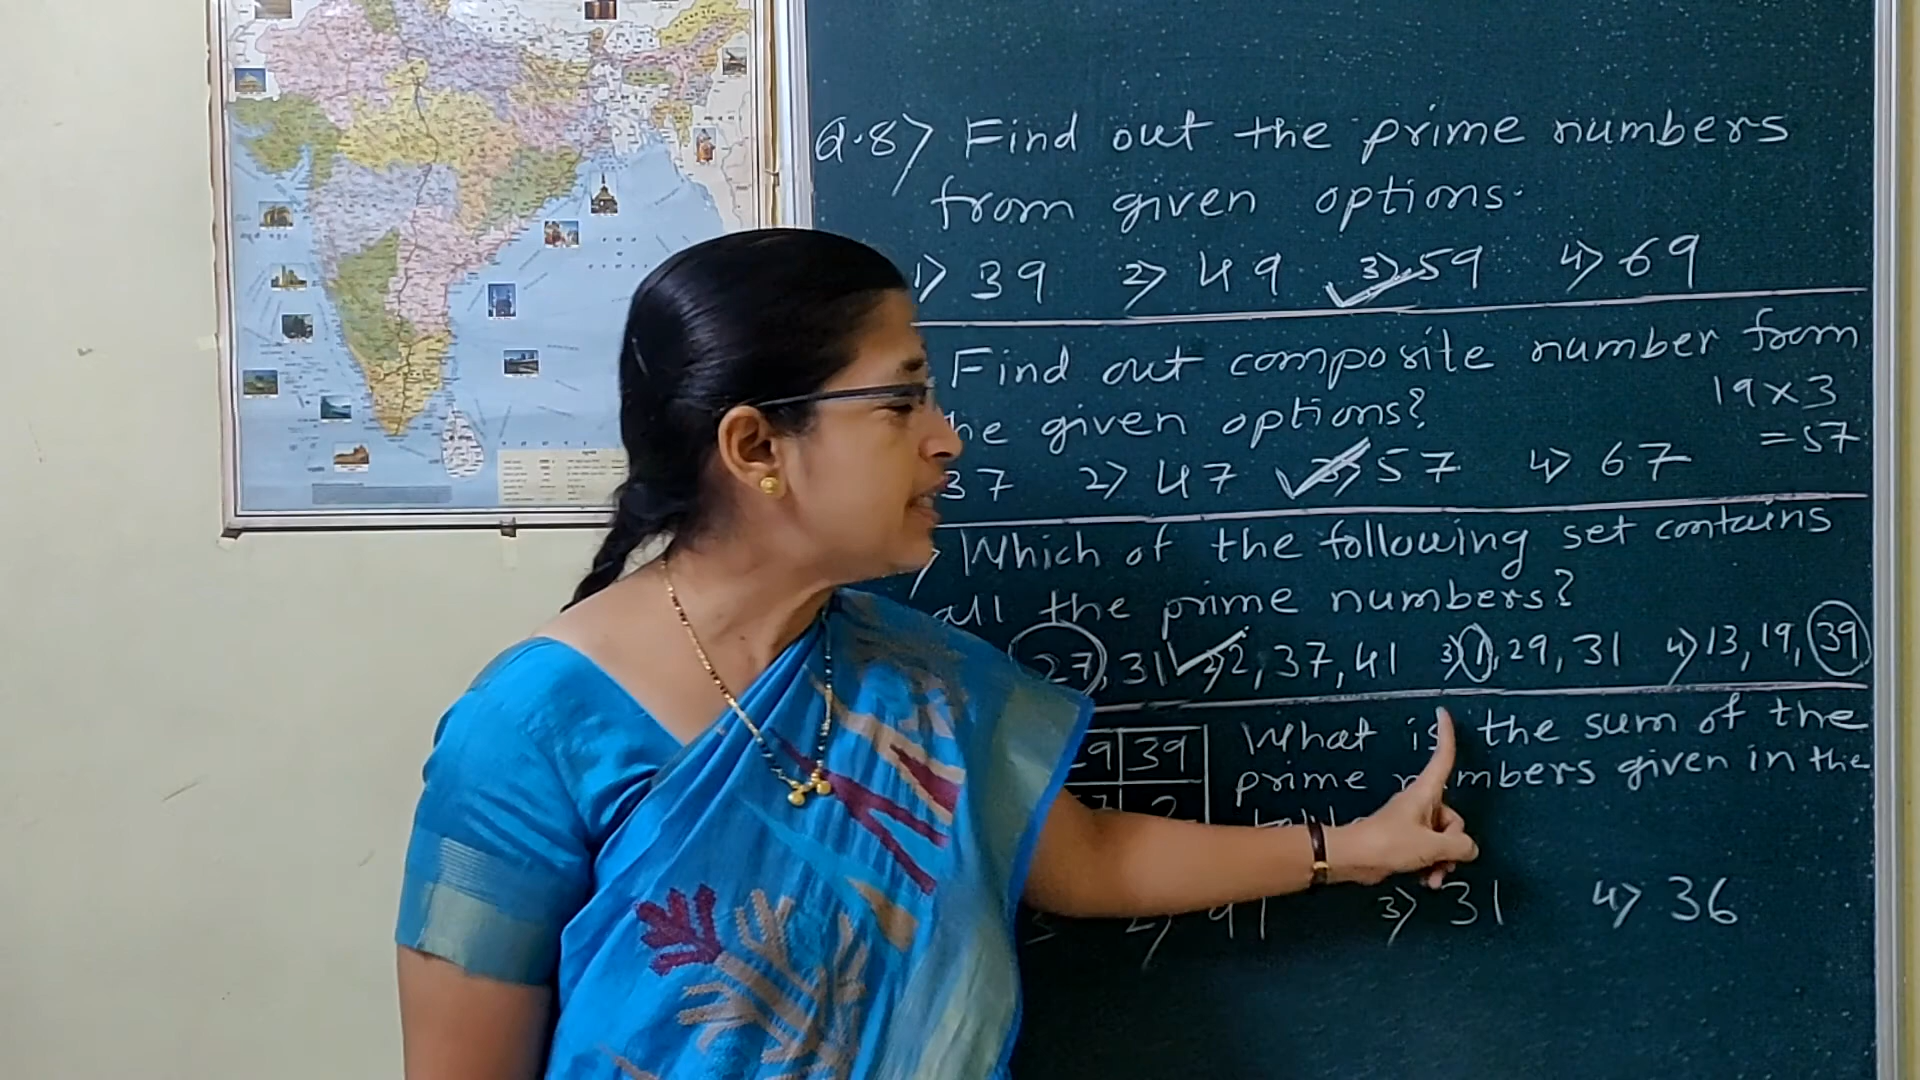 Q.8> Find out the prime numbers
from given options.
1> 39 2> 49 3> 59 4> 69
Find out composite number from
given options?
19×3
=57
37 2> 47 3> 57 4> 67
Which of the following set contains
all the prime numbers?
27, 31 2> 2, 37, 41 3> 1, 29, 31 4> 13, 19, 39
39 What is the sum of the
prime numbers given in the
3> 31 4> 36